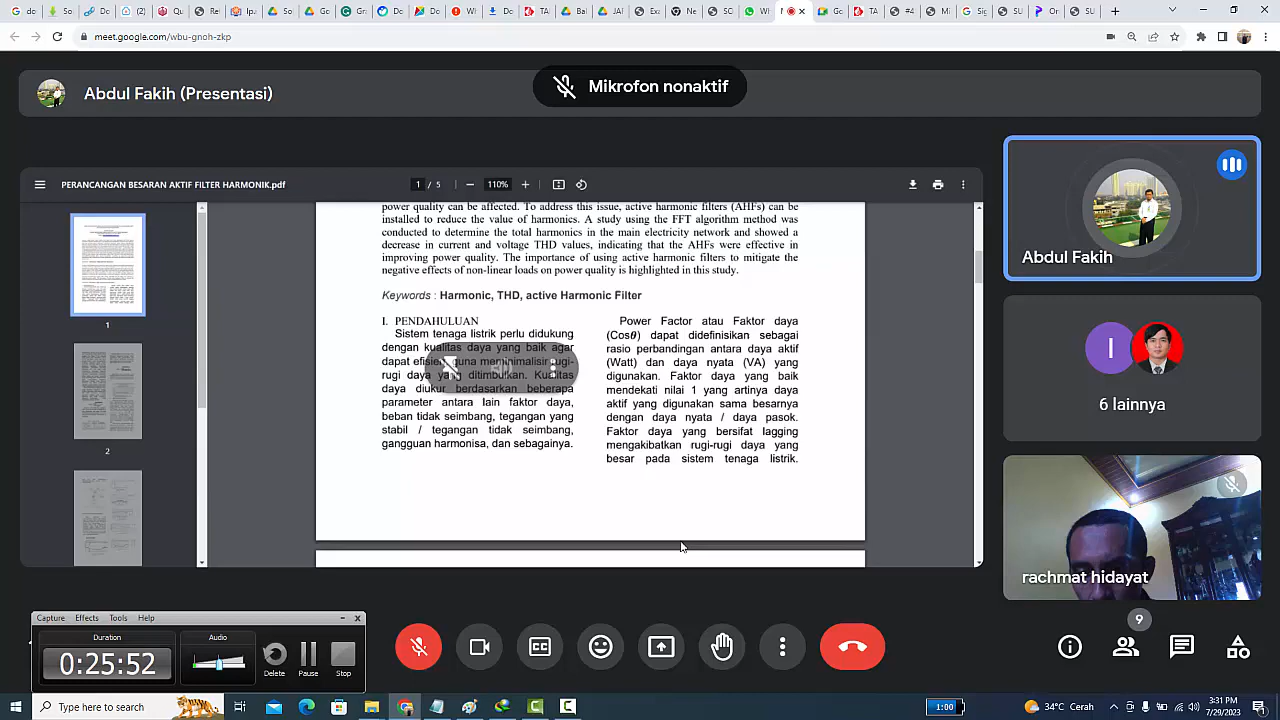 meet.google.com/wbu-gnoh-zkp
Abdul Fakih (Presentasi)
Mikrofon nonaktif
PERANCANGAN BESARAN AKTIF FILTER HARMONIK.pdf
1 / 5
110%
power quality can be affected. To address this issue, active harmonic filters (AHFs) can be
installed to reduce the value of harmonics. A study using the FFT algorithm method was
conducted to determine the total harmonics in the main electricity network and showed a
decrease in current and voltage THD values, indicating that the AHFs were effective in
improving power quality. The importance of using active harmonic filters to mitigate the
negative effects of non-linear loads on power quality is highlighted in this study.
Keywords : Harmonic, THD, active Harmonic Filter
I. PENDAHULUAN
Sistem tenaga listrik perlu didukung
dengan kualitas daya yang baik agar
dapat efisien guna meminimalisir rugi-
rugi daya yang ditimbulkan. Kualitas
daya diukur berdasarkan beberapa
parameter antara lain faktor daya,
beban tidak seimbang, tegangan yang
stabil / tegangan tidak seimbang,
gangguan harmonisa, dan sebagainya.
Power Factor atau Faktor daya
(Cosθ) dapat didefinisikan sebagai
rasio perbandingan antara daya aktif
(Watt) dan daya nyata (VA) yang
digunakan. Faktor daya yang baik
mendekati nilai 1 yang artinya daya
aktif yang digunakan sama besarnya
dengan daya nyata / daya pasok.
Faktor daya yang bersifat lagging
mengakibatkan rugi-rugi daya yang
besar pada sistem tenaga listrik.
1
2
Abdul Fakih
I
6 lainnya
rachmat hidayat
Capture Effects Tools Help
Duration
Audio
0:25:52
Delete
Pause
Stop
9
Type here to search
1:00
34°C Cerah
3:31 PM
7/29/2023